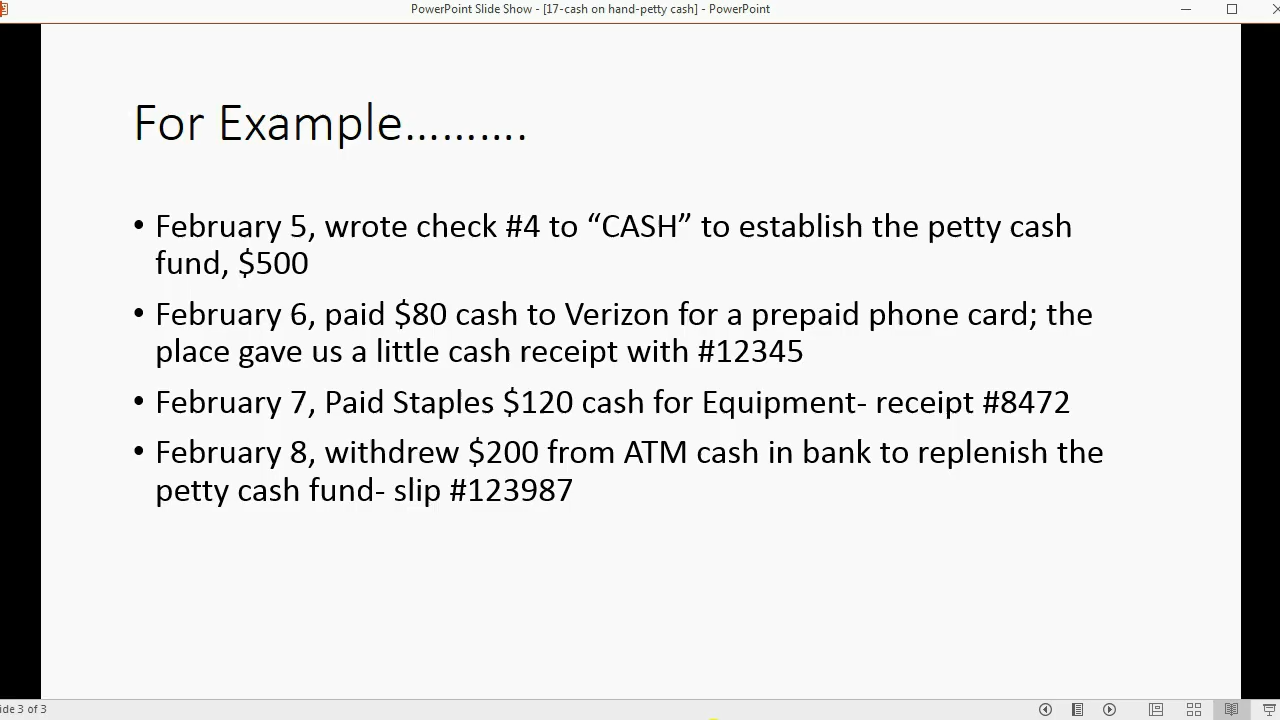 PowerPoint Slide Show - [17-cash on hand-petty cash] - PowerPoint
For Example……….
• February 5, wrote check #4 to “CASH” to establish the petty cash
fund, $500
• February 6, paid $80 cash to Verizon for a prepaid phone card; the
place gave us a little cash receipt with #12345
• February 7, Paid Staples $120 cash for Equipment- receipt #8472
• February 8, withdrew $200 from ATM cash in bank to replenish the
petty cash fund- slip #123987
ide 3 of 3